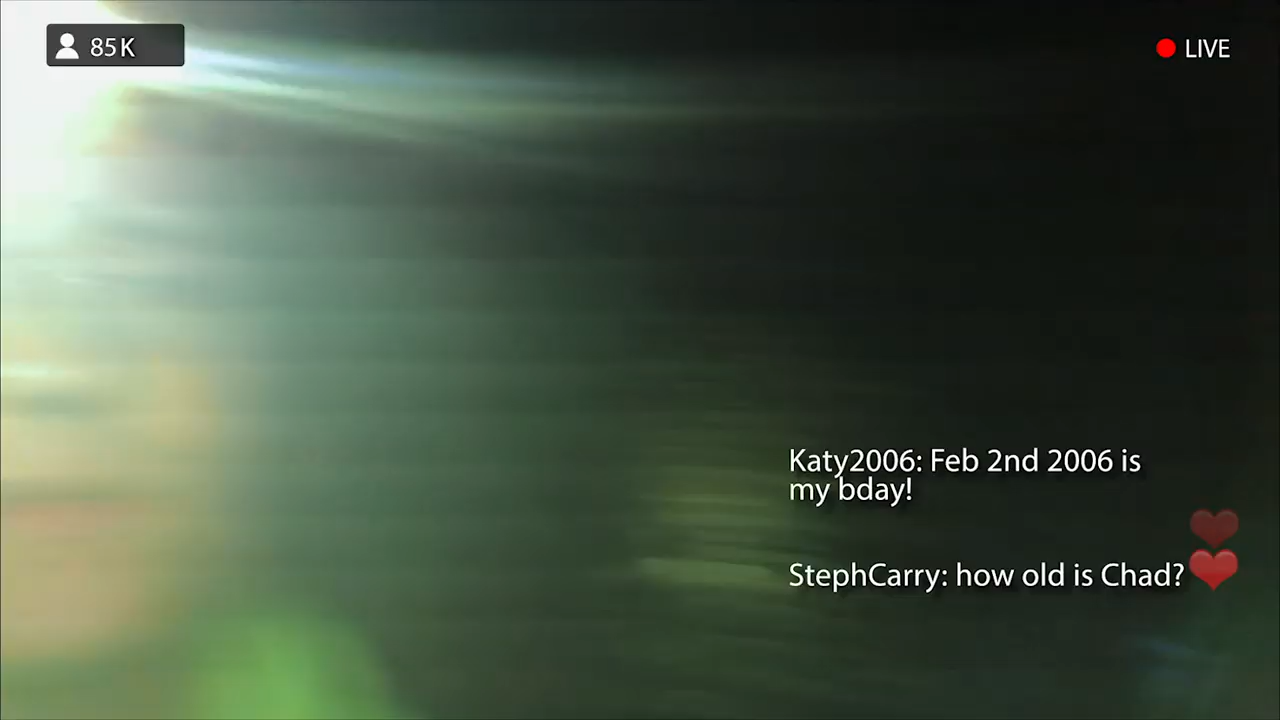 85K
LIVE
Katy2006: Feb 2nd 2006 is
my bday!
StephCarry: how old is Chad?